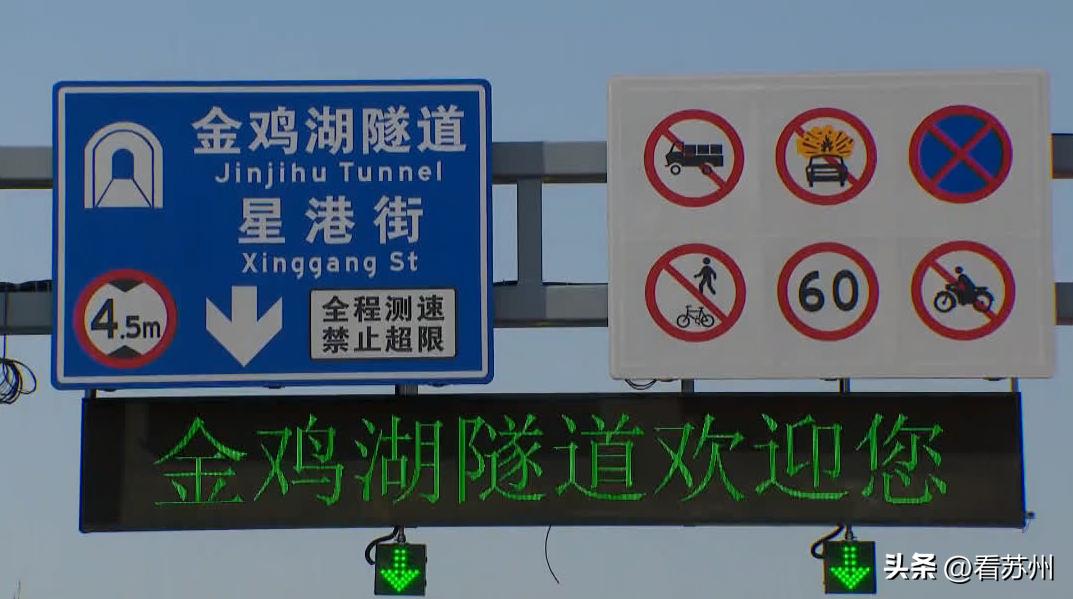 金鸡湖隧道
Jinjihu Tunnel
星港街
Xinggang St
4.5m
全程测速
禁止超限
60
金鸡湖隧道欢迎您
头条 @看苏州